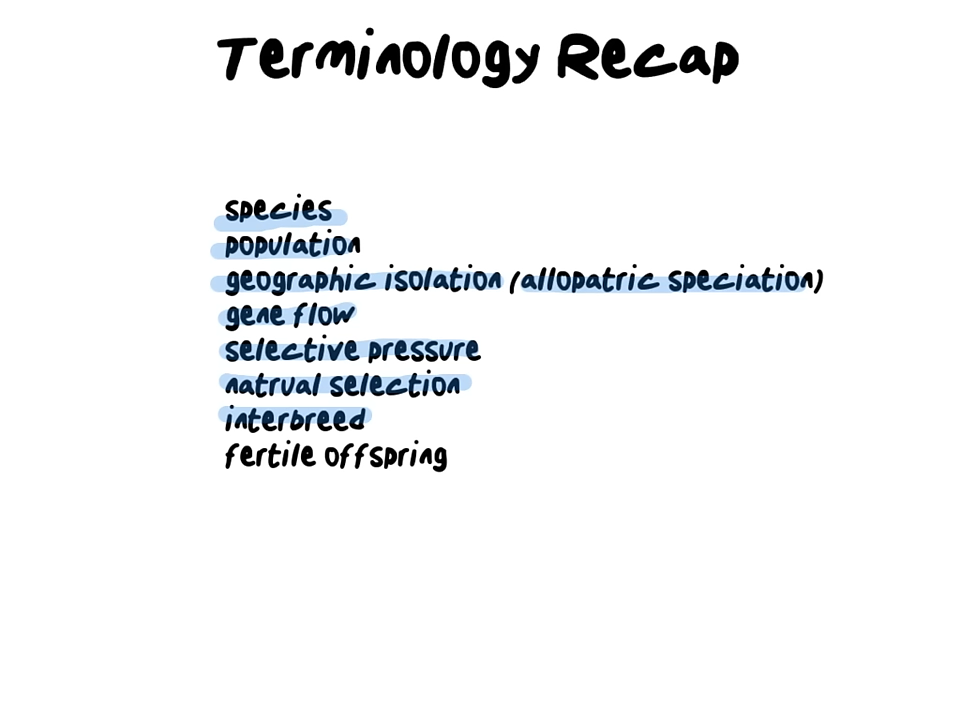 Terminology Recap
species
population
geographic isolation (allopatric speciation)
gene flow
selective pressure
natrual selection
interbreed
fertile offspring